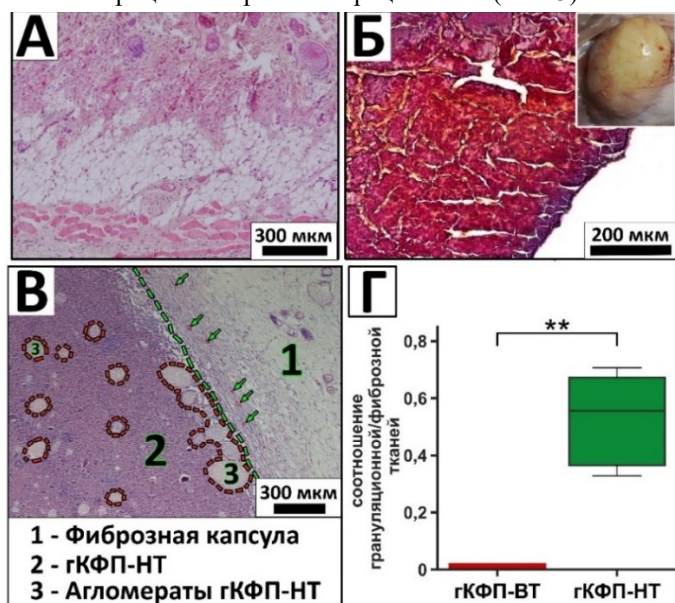 А
Б
300 мкм
200 мкм
В
3
1
2
3
300 мкм
1 - Фиброзная капсула
2 - гКФП-НТ
3 - Агломераты гКФП-НТ
Г
**
соотношение
грануляционной/фиброзной
тканей
0,8
0,6
0,4
0,2
0
гКФП-ВТ
гКФП-НТ